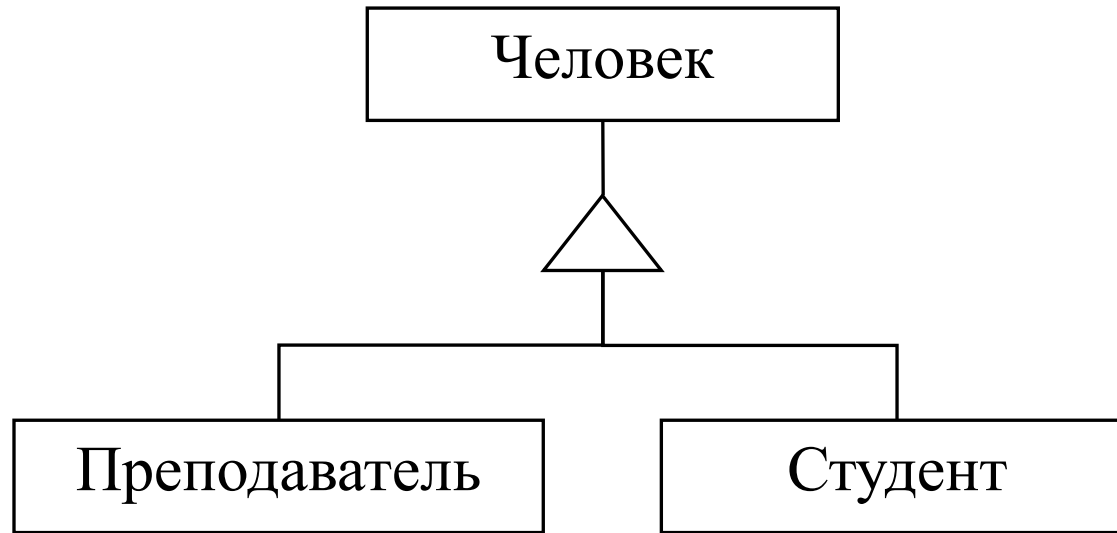 Человек
Преподаватель
Студент